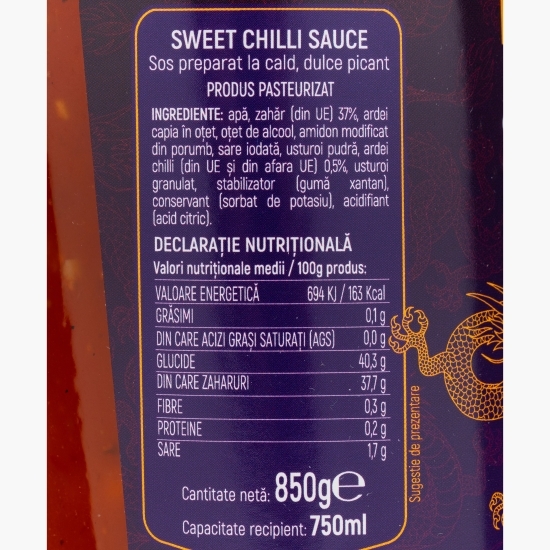 SWEET CHILLI SAUCE
Sos preparat la cald, dulce picant
PRODUS PASTEURIZAT
INGREDIENTE: apă, zahăr (din UE) 37%, ardei
capia în oțet, oțet de alcool, amidon modificat
din porumb, sare iodată, usturoi pudră, ardei
chilli (din UE și din afara UE) 0,5%, usturoi
granulat, stabilizator (gumă xantan),
conservant (sorbat de potasiu), acidifiant
(acid citric).
DECLARAȚIE NUTRIȚIONALĂ
Valori nutriționale medii / 100g produs:
VALOARE ENERGETICĂ 694 KJ / 163 Kcal
GRĂSIMI 0,1 g
DIN CARE ACIZI GRAȘI SATURAȚI (AGS) 0,0 g
GLUCIDE 40,3 g
DIN CARE ZAHARURI 37,7 g
FIBRE 0,3 g
PROTEINE 0,2 g
SARE 1,7 g
Cantitate netă: 850g℮
Capacitate recipient: 750ml
Sugestie de prezentare